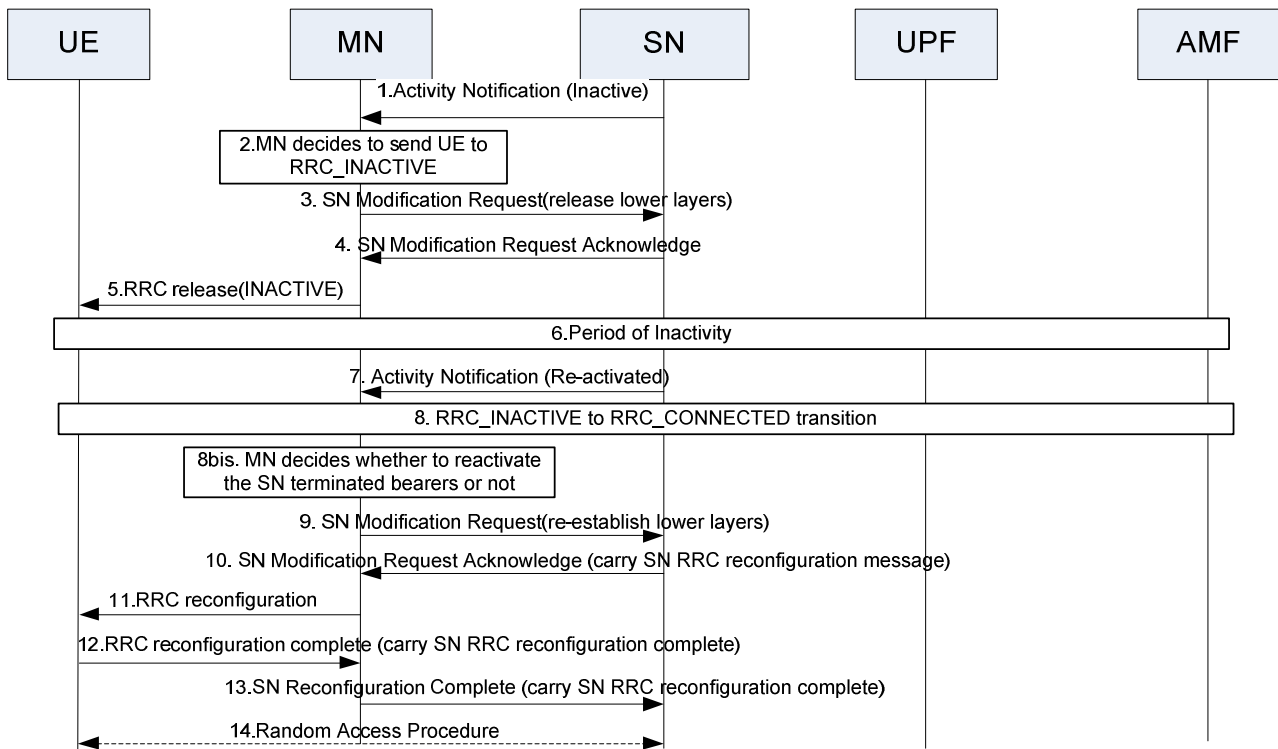 UE
MN
SN
UPF
AMF
1.Activity Notification (Inactive)
2.MN decides to send UE to
RRC_INACTIVE
3. SN Modification Request(release lower layers)
4. SN Modification Request Acknowledge
5.RRC release(INACTIVE)
6.Period of Inactivity
7. Activity Notification (Re-activated)
8. RRC_INACTIVE to RRC_CONNECTED transition
8bis. MN decides whether to reactivate
the SN terminated bearers or not
9. SN Modification Request(re-establish lower layers)
10. SN Modification Request Acknowledge (carry SN RRC reconfiguration message)
11.RRC reconfiguration
12.RRC reconfiguration complete (carry SN RRC reconfiguration complete)
13.SN Reconfiguration Complete (carry SN RRC reconfiguration complete)
14.Random Access Procedure